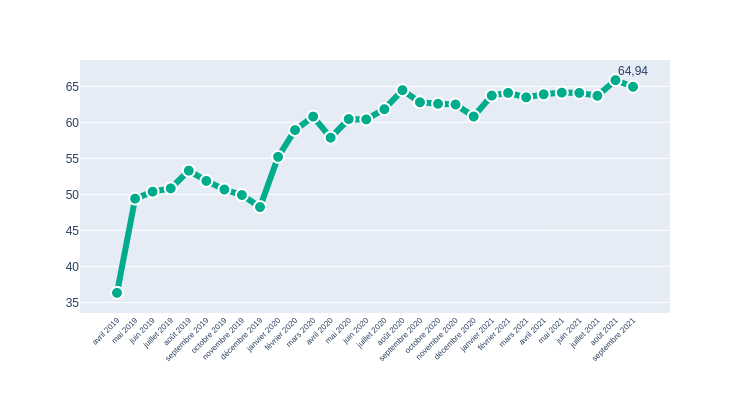 64,94
65
60
55
50
45
40
35
avril 2019
mai 2019
juin 2019
juillet 2019
août 2019
septembre 2019
octobre 2019
novembre 2019
décembre 2019
janvier 2020
février 2020
mars 2020
avril 2020
mai 2020
juin 2020
juillet 2020
août 2020
septembre 2020
octobre 2020
novembre 2020
décembre 2020
janvier 2021
février 2021
mars 2021
avril 2021
mai 2021
juin 2021
juillet 2021
août 2021
septembre 2021